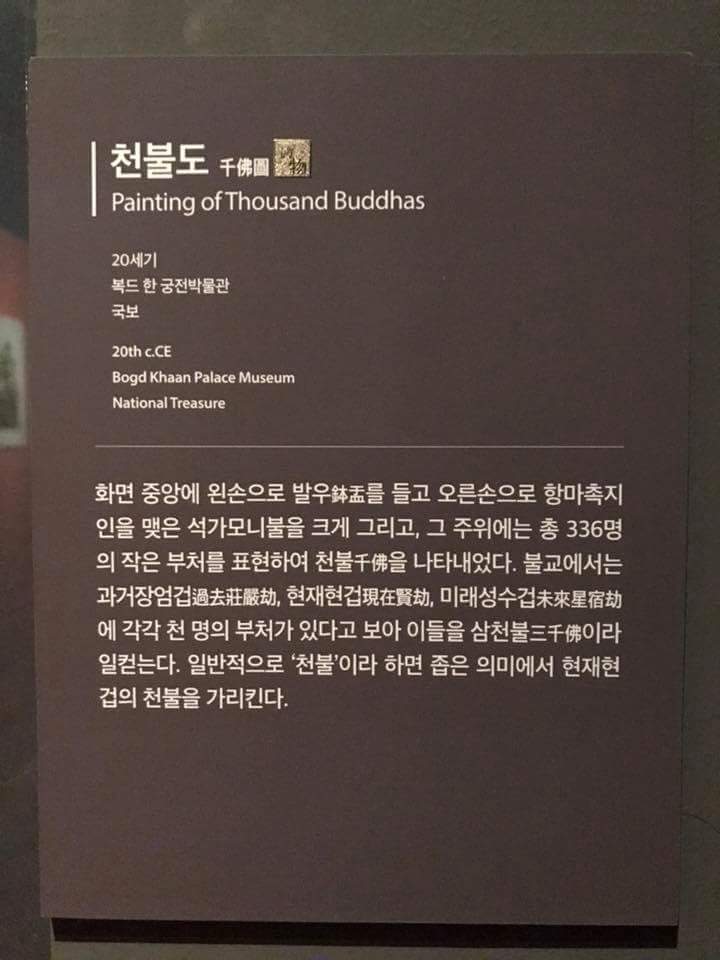 천불도 千佛圖
Painting of Thousand Buddhas
20세기
복드 한 궁전박물관
국보
20th c.CE
Bogd Khaan Palace Museum
National Treasure
화면 중앙에 왼손으로 발우鉢盂를 들고 오른손으로 항마촉지
인을 맺은 석가모니불을 크게 그리고, 그 주위에는 총 336명
의 작은 부처를 표현하여 천불千佛을 나타내었다. 불교에서는
과거장엄겁過去莊嚴劫, 현재현겁現在賢劫, 미래성수겁未來星宿劫
에 각각 천 명의 부처가 있다고 보아 이들을 삼천불三千佛이라
일컫는다. 일반적으로 ‘천불’이라 하면 좁은 의미에서 현재현
겁의 천불을 가리킨다.